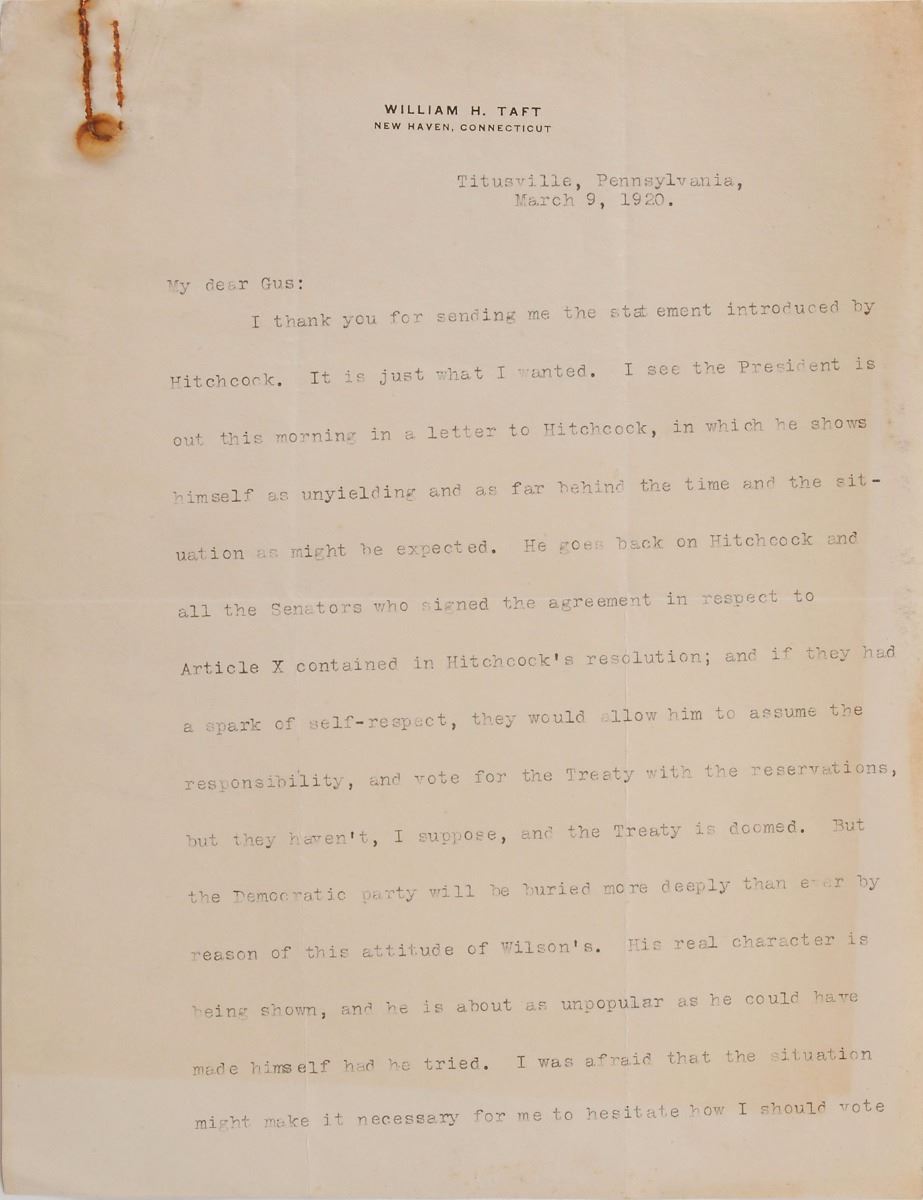 WILLIAM H. TAFT
NEW HAVEN, CONNECTICUT
Titusville, Pennsylvania,
March 9, 1920.
My dear Gus:
I thank you for sending me the statement introduced by
Hitchcock. It is just what I wanted. I see the President is
out this morning in a letter to Hitchcock, in which he shows
himself as unyielding and as far behind the time and the sit-
uation as might be expected. He goes back on Hitchcock and
all the Senators who signed the agreement in respect to
Article X contained in Hitchcock's resolution; and if they had
a spark of self-respect, they would allow him to assume the
responsibility, and vote for the Treaty with the reservations,
but they haven't, I suppose, and the Treaty is doomed. But
the Democratic party will be buried more deeply than ever by
reason of this attitude of Wilson's. His real character is
being shown, and he is about as unpopular as he could have
made himself had he tried. I was afraid that the situation
might make it necessary for me to hesitate how I should vote